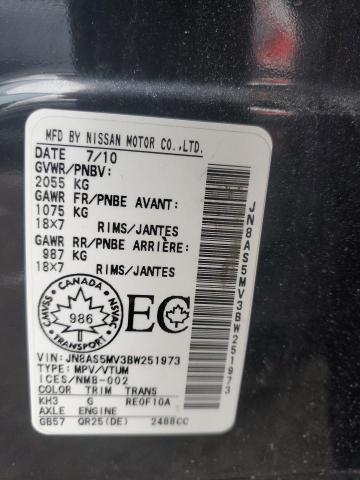 MFD BY NISSAN MOTOR CO.,LTD.
DATE 7/10
GVWR/PNBV:
2055 KG
GAWR FR/PNBE AVANT:
1075 KG
18X7 RIMS/JANTES
GAWR RR/PNBE ARRIÈRE:
987 KG
18X7 RIMS/JANTES
CANADA
CMVSS NSVAC
986
TRANSPORT
EC
VIN: JN8AS5MV3BW251973
TYPE: MPV/VTUM
ICES/NMB-002
COLOR TRIM TRANS
KH3 G RE0F10A
AXLE ENGINE
GB57 QR25(DE) 2488CC
JN8AS5MV3BW251973